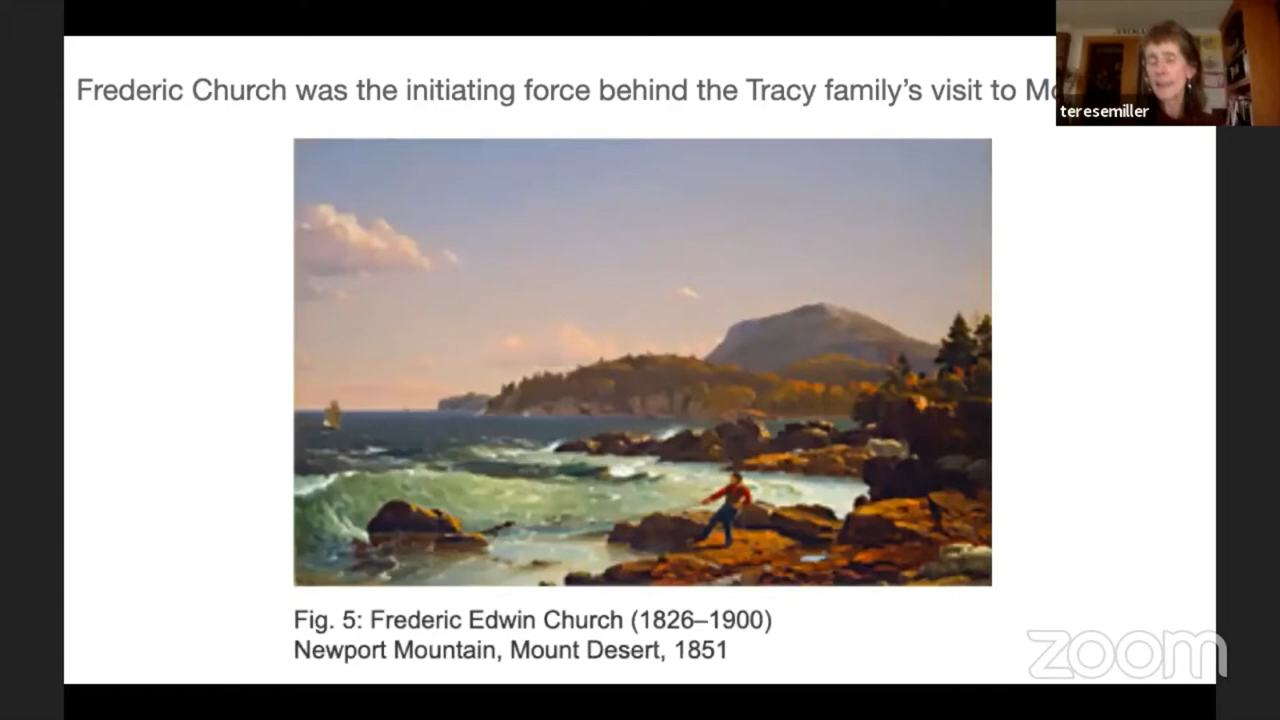 Frederic Church was the initiating force behind the Tracy family’s visit to
teresemiller
Fig. 5: Frederic Edwin Church (1826–1900)
Newport Mountain, Mount Desert, 1851
zoom